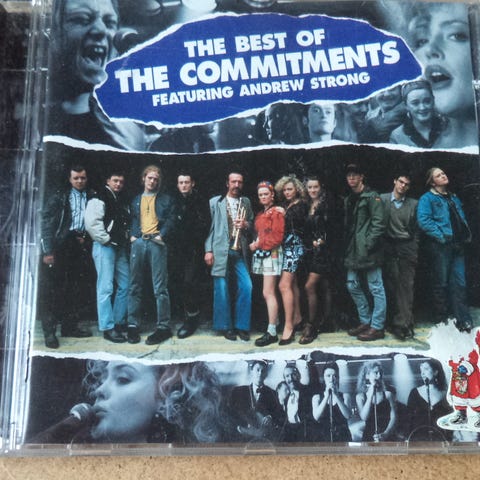 THE BEST OF
THE COMMITMENTS
FEATURING ANDREW STRONG